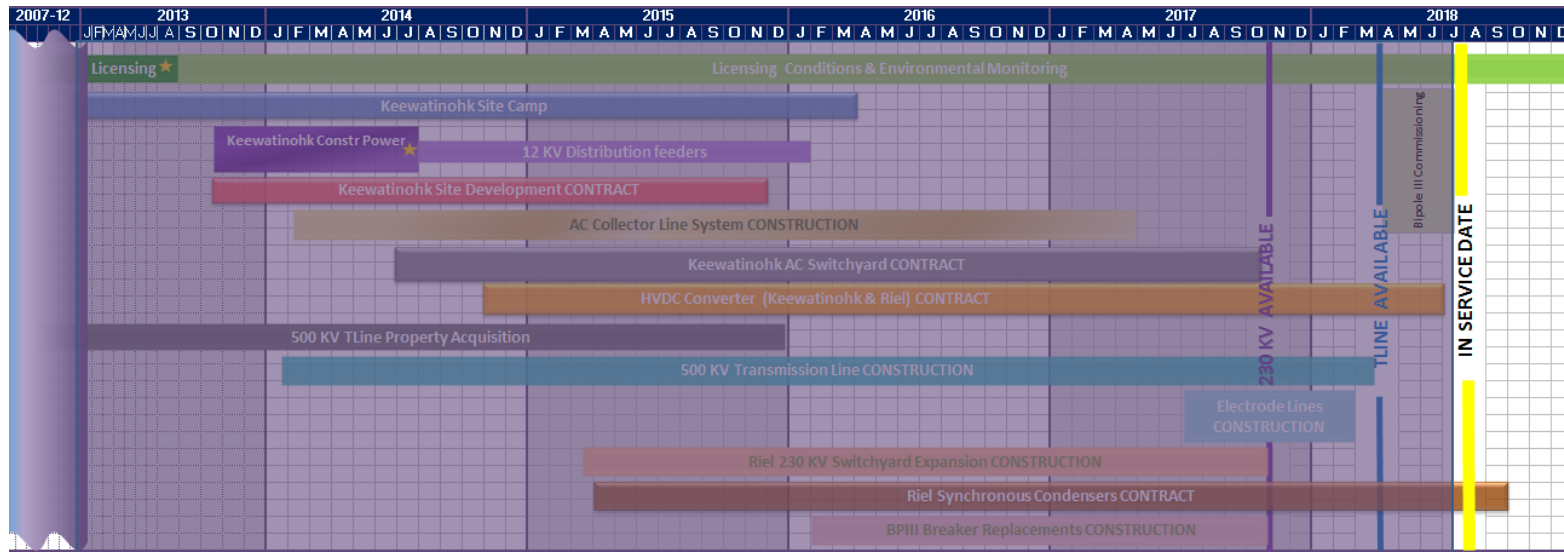 2007-12 2013 2014 2015 2016 2017 2018
J F M A M J J A S O N D J F M A M J J A S O N D J F M A M J J A S O N D J F M A M J J A S O N D J F M A M J J A S O N D J F M A M J J A S O N D
Licensing
Licensing Conditions & Environmental Monitoring
Keewatinohk Site Camp
Keewatinohk Constr Power
12 KV Distribution feeders
Keewatinohk Site Development CONTRACT
AC Collector Line System CONSTRUCTION
Keewatinohk AC Switchyard CONTRACT
HVDC Converter (Keewatinohk & Riel) CONTRACT
500 KV TLine Property Acquisition
500 KV Transmission Line CONSTRUCTION
Electrode Lines
CONSTRUCTION
Riel 230 KV Switchyard Expansion CONSTRUCTION
Riel Synchronous Condensers CONTRACT
BPIII Breaker Replacements CONSTRUCTION
230 KV AVAILABLE
TLINE AVAILABLE
Bipole III Commissioning
IN SERVICE DATE